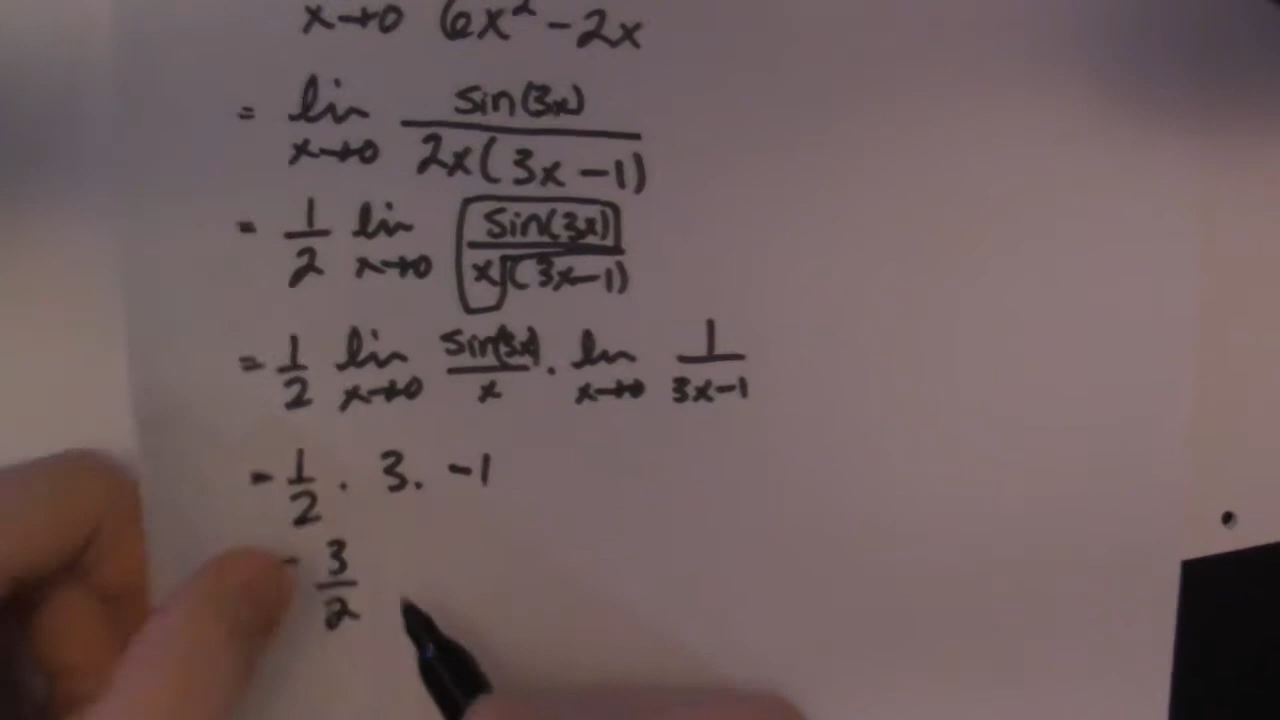 x→0 6x² - 2x
= lim x→0 sin(3x) / 2x(3x - 1)
= 1/2 lim x→0 sin(3x) / x(3x-1)
= 1/2 lim x→0 sin(3x)/x · lim x→0 1/3x-1
= 1/2 · 3 · -1
- 3/2